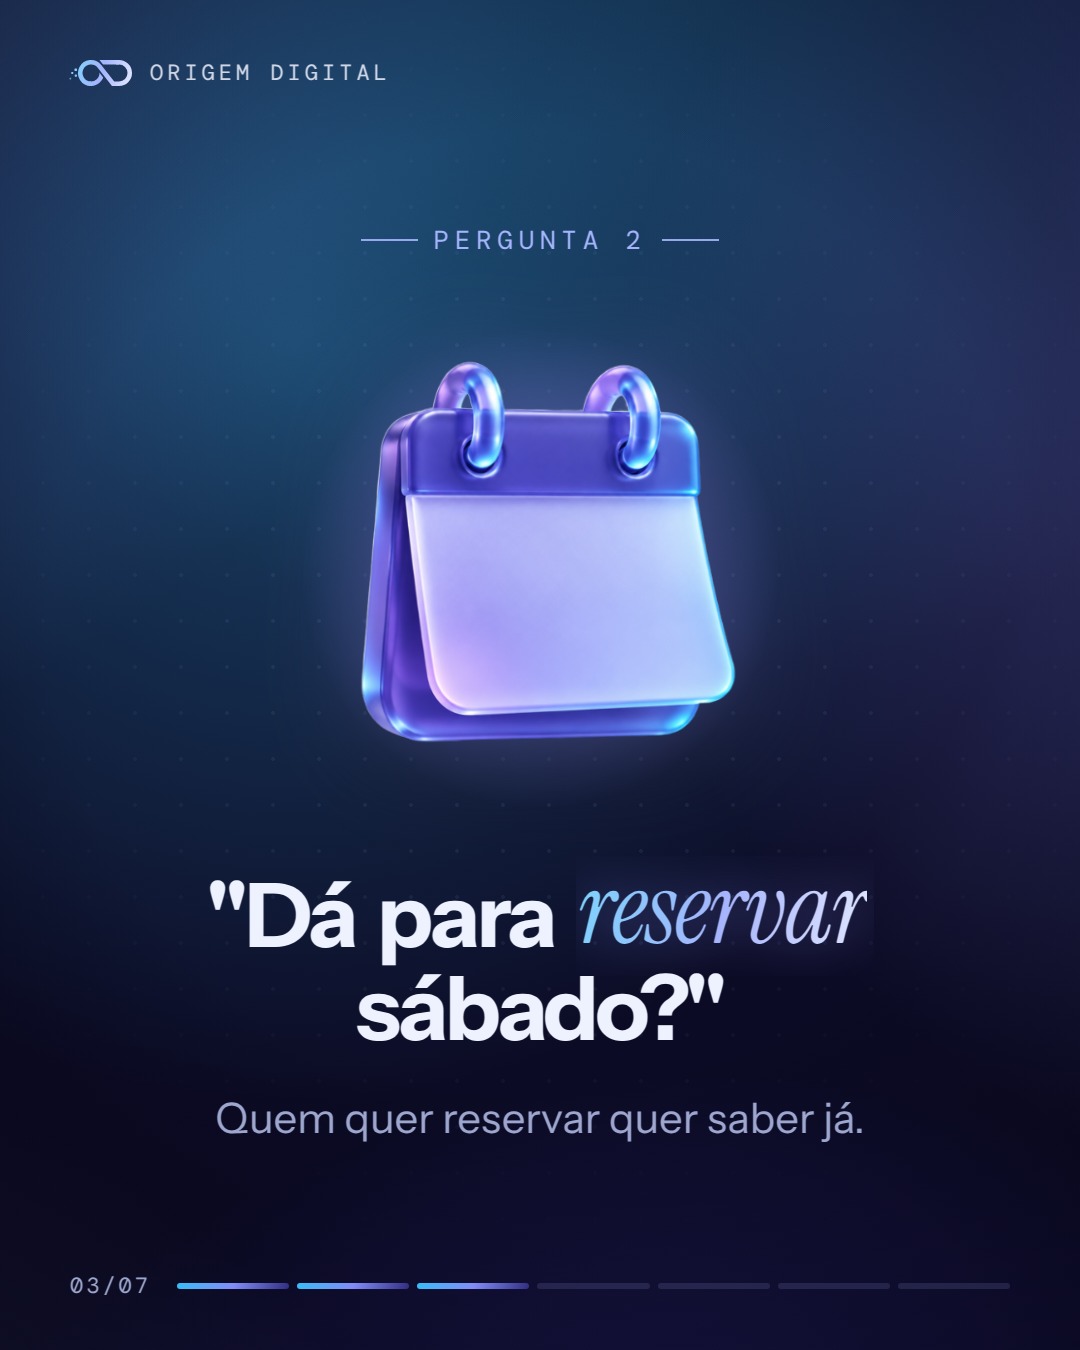 ORIGEM DIGITAL
PERGUNTA 2
"Dá para reservar
sábado?"
Quem quer reservar quer saber já.
03/07